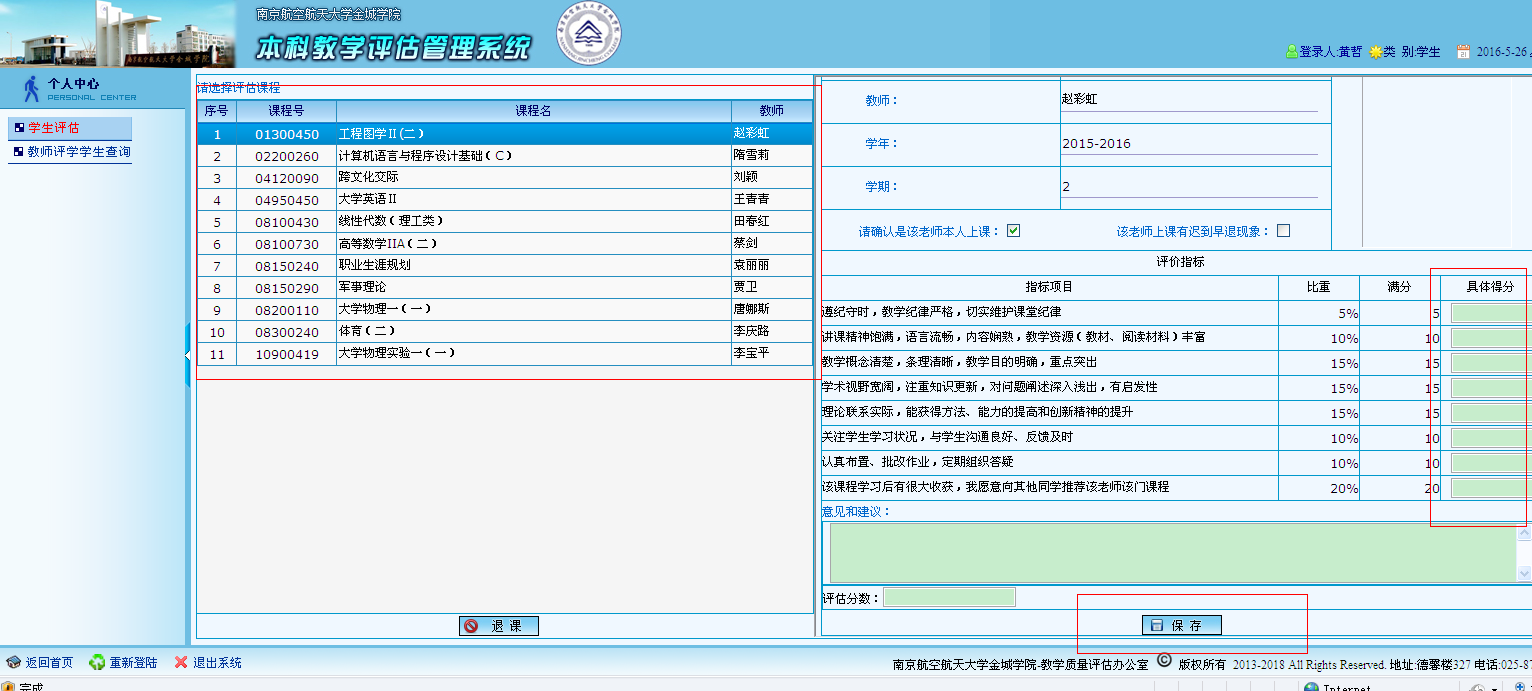 南京航空航天大学金城学院
本科教学评估管理系统
登录人:黄哲 类 别:学生 2016-5-26
个人中心
PERSONAL CENTER
学生评估
教师评学学生查询
请选择评估课程
序号 课程号 课程名 教师
1 01300450 工程图学Ⅱ(二) 赵彩虹
2 02200260 计算机语言与程序设计基础(C) 隋雪莉
3 04120090 跨文化交际 刘颖
4 04950450 大学英语Ⅱ 王青青
5 08100430 线性代数(理工类) 田春红
6 08100730 高等数学IIA(二) 蔡剑
7 08150240 职业生涯规划 袁丽丽
8 08150290 军事理论 贾卫
9 08200110 大学物理一(一) 唐娜斯
10 08300240 体育(二) 李庆路
11 10900419 大学物理实验一(一) 李宝平
退 课
教师: 赵彩虹
学年: 2015-2016
学期: 2
请确认是该老师本人上课: 该老师上课有迟到早退现象:
评价指标
指标项目 比重 满分 具体得分
遵纪守时，教学纪律严格，切实维护课堂纪律 5% 5
讲课精神饱满，语言流畅，内容娴熟，教学资源(教材、阅读材料)丰富 10% 10
教学概念清楚，条理清晰，教学目的明确，重点突出 15% 15
学术视野宽阔，注重知识更新，对问题阐述深入浅出，有启发性 15% 15
理论联系实际，能获得方法、能力的提高和创新精神的提升 15% 15
关注学生学习状况，与学生沟通良好、反馈及时 10% 10
认真布置、批改作业，定期组织答疑 10% 10
该课程学习后有很大收获，我愿意向其他同学推荐该老师该门课程 20% 20
意见和建议:
评估分数:
保 存
返回首页 重新登陆 退出系统
南京航空航天大学金城学院-教学质量评估办公室 © 版权所有 2013-2018 All Rights Reserved. 地址:德馨楼327 电话:025-87
完成 Internet